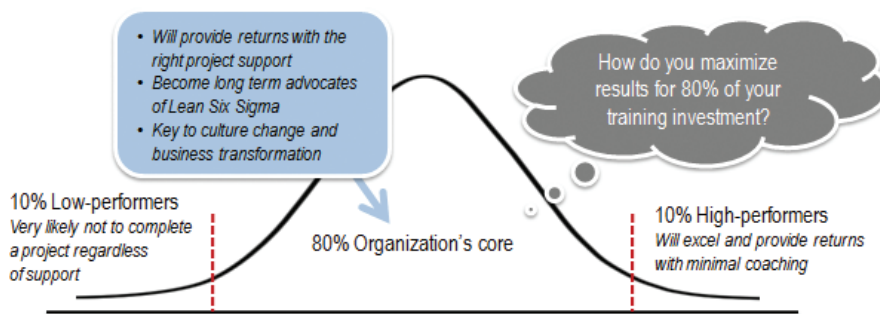 • Will provide returns with the
right project support
• Become long term advocates
of Lean Six Sigma
• Key to culture change and
business transformation
How do you maximize
results for 80% of your
training investment?
10% Low-performers
Very likely not to complete
a project regardless
of support
80% Organization's core
10% High-performers
Will excel and provide returns
with minimal coaching